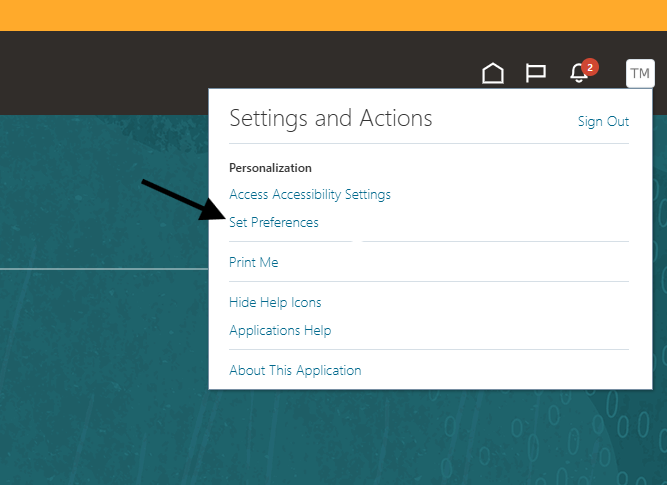 2
TM
Settings and Actions
Sign Out
Personalization
Access Accessibility Settings
Set Preferences
Print Me
Hide Help Icons
Applications Help
About This Application